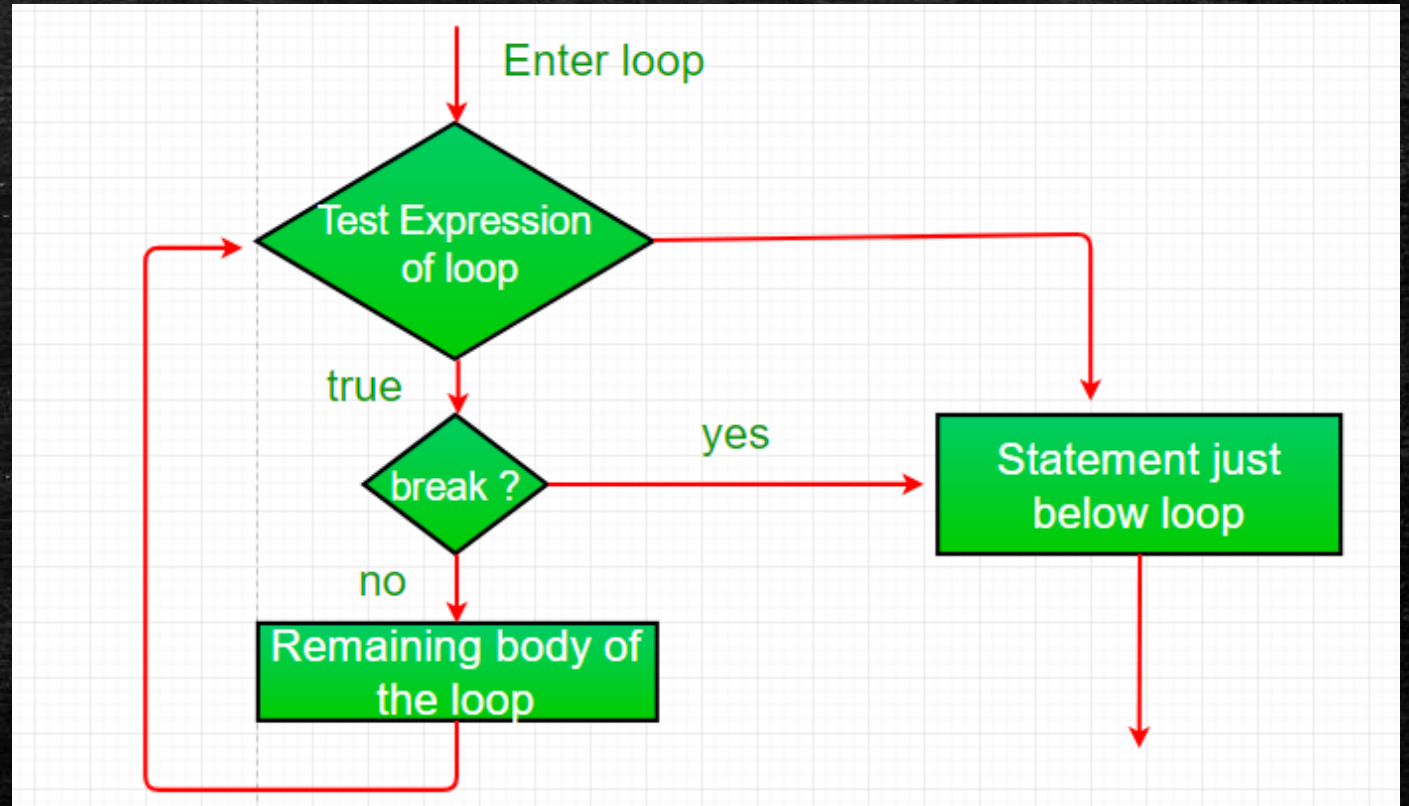 Enter loop
Test Expression
of loop
true
break ?
yes
Statement just
below loop
no
Remaining body of
the loop